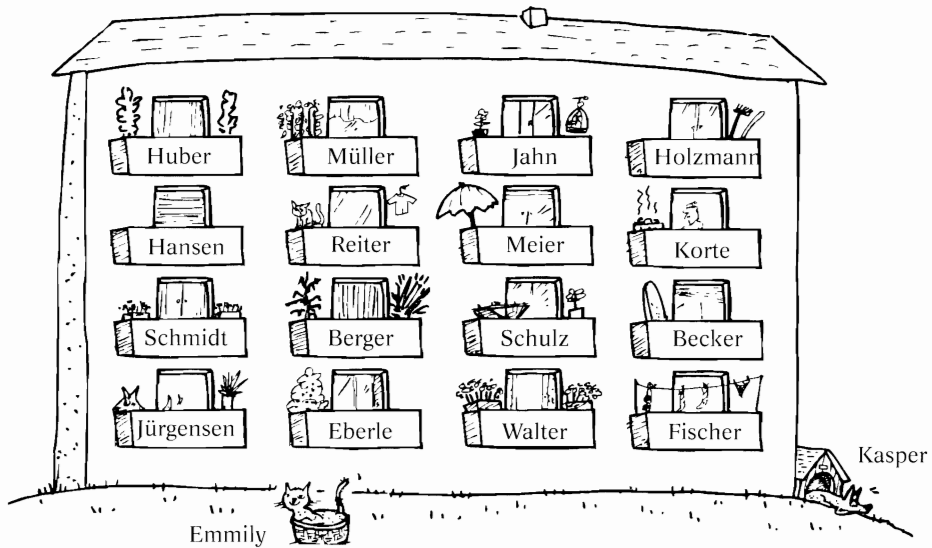 Huber Müller Jahn Holzmann
Hansen Reiter Meier Korte
Schmidt Berger Schulz Becker
Jürgensen Eberle Walter Fischer
Kasper
Emmily